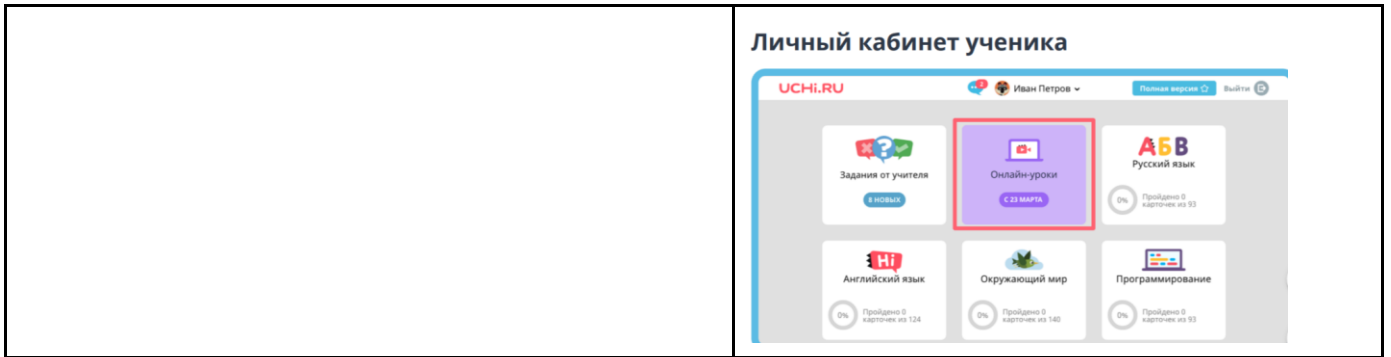 Личный кабинет ученика
UCHi.RU
2
Иван Петров
Полная версия
Выйти
Задания от учителя
8 НОВЫХ
Онлайн-уроки
С 23 МАРТА
АБВ
Русский язык
0%
Пройдено 0
карточек из 93
Hi
Английский язык
0%
Пройдено 0
карточек из 124
Окружающий мир
0%
Пройдено 0
карточек из 140
Программирование
0%
Пройдено 0
карточек из 93